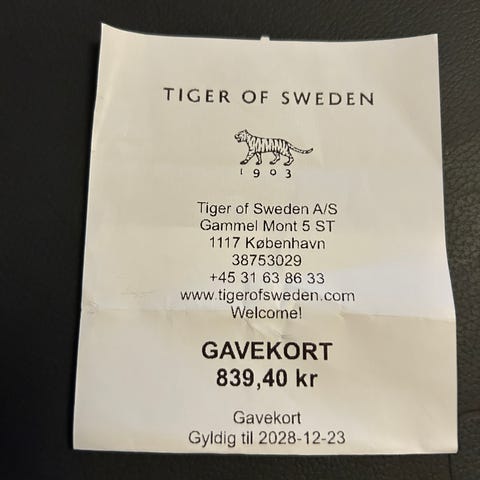 TIGER OF SWEDEN
1903
Tiger of Sweden A/S
Gammel Mont 5 ST
1117 København
38753029
+45 31 63 86 33
www.tigerofsweden.com
Welcome!
GAVEKORT
839,40 kr
Gavekort
Gyldig til 2028-12-23